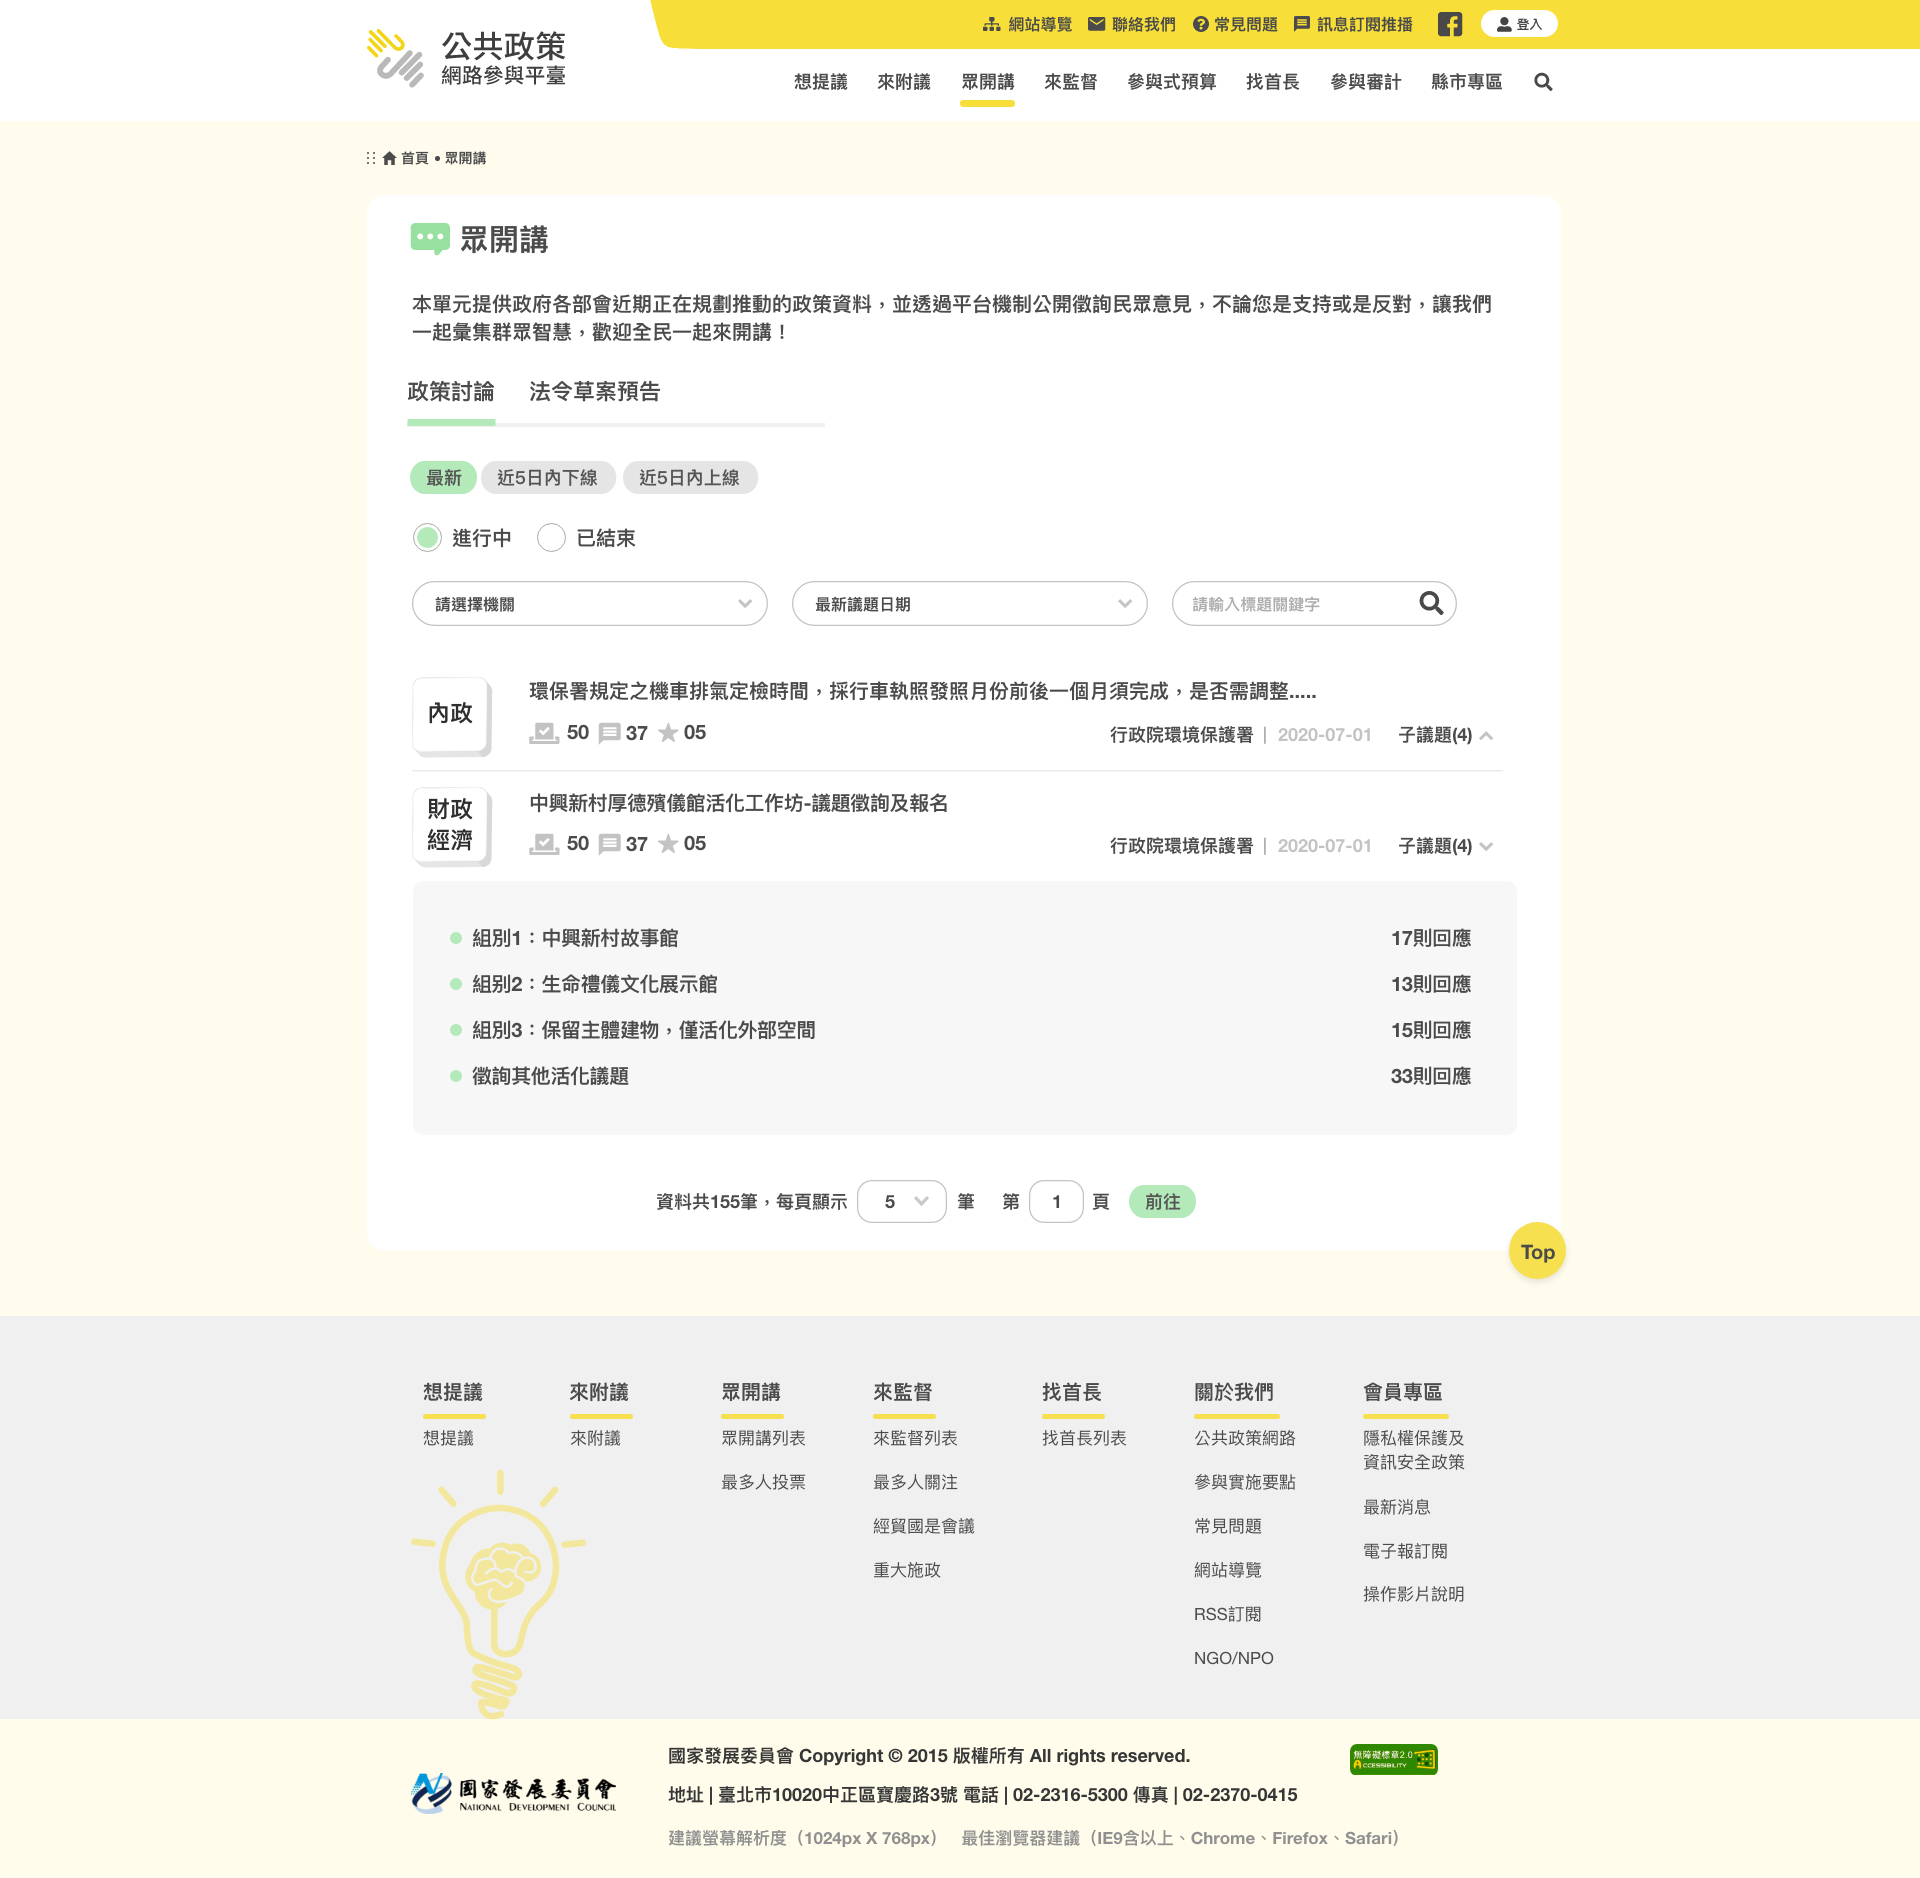 公共政策
網路參與平臺
網站導覽 聯絡我們 常見問題 訊息訂閱推播 登入
想提議 來附議 眾開講 來監督 參與式預算 找首長 參與審計 縣市專區
首頁 • 眾開講
眾開講
本單元提供政府各部會近期正在規劃推動的政策資料，並透過平台機制公開徵詢民眾意見，不論您是支持或是反對，讓我們
一起彙集群眾智慧，歡迎全民一起來開講！
政策討論 法令草案預告
最新 近5日內下線 近5日內上線
進行中 已結束
請選擇機關 最新議題日期 請輸入標題關鍵字
內政
環保署規定之機車排氣定檢時間，採行車執照發照月份前後一個月須完成，是否需調整.....
50 37 05 行政院環境保護署 | 2020-07-01 子議題(4)
財政
經濟
中興新村厚德殯儀館活化工作坊-議題徵詢及報名
50 37 05 行政院環境保護署 | 2020-07-01 子議題(4)
組別1：中興新村故事館 17則回應
組別2：生命禮儀文化展示館 13則回應
組別3：保留主體建物，僅活化外部空間 15則回應
徵詢其他活化議題 33則回應
資料共155筆，每頁顯示 5 筆 第 1 頁 前往
Top
想提議 來附議 眾開講 來監督 找首長 關於我們 會員專區
想提議 來附議 眾開講列表 來監督列表 找首長列表 公共政策網路 隱私權保護及
資訊安全政策
最多人投票 最多人關注 參與實施要點
最新消息
經貿國是會議 常見問題
電子報訂閱
重大施政 網站導覽
操作影片說明
RSS訂閱
NGO/NPO
國家發展委員會 Copyright © 2015 版權所有 All rights reserved.
無障礙標章2.0
ACCESSIBILITY
國家發展委員會
NATIONAL DEVELOPMENT COUNCIL
地址 | 臺北市10020中正區寶慶路3號 電話 | 02-2316-5300 傳真 | 02-2370-0415
建議螢幕解析度（1024px X 768px） 最佳瀏覽器建議（IE9含以上、Chrome、Firefox、Safari）